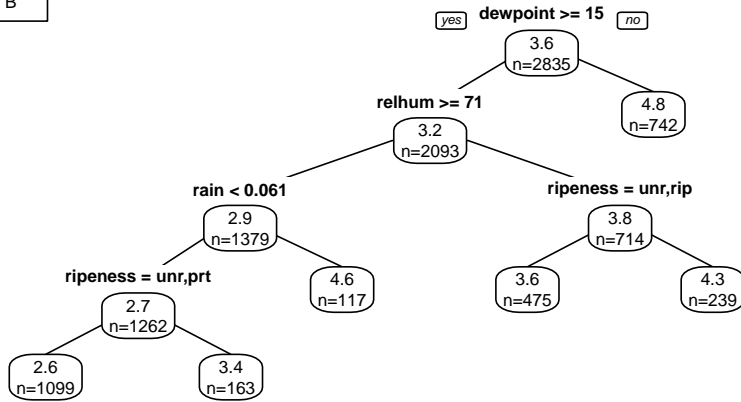 B
yes dewpoint >= 15 no
3.6
n=2835
relhum >= 71
4.8
n=742
3.2
n=2093
rain < 0.061
ripeness = unr,rip
2.9
n=1379
3.8
n=714
ripeness = unr,prt
4.6
n=117
3.6
n=475
4.3
n=239
2.7
n=1262
2.6
n=1099
3.4
n=163